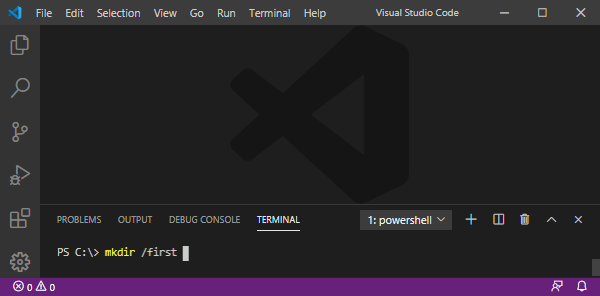 File Edit Selection View Go Run Terminal Help Visual Studio Code
PROBLEMS OUTPUT DEBUG CONSOLE TERMINAL 1: powershell
PS C:\> mkdir /first
0 0